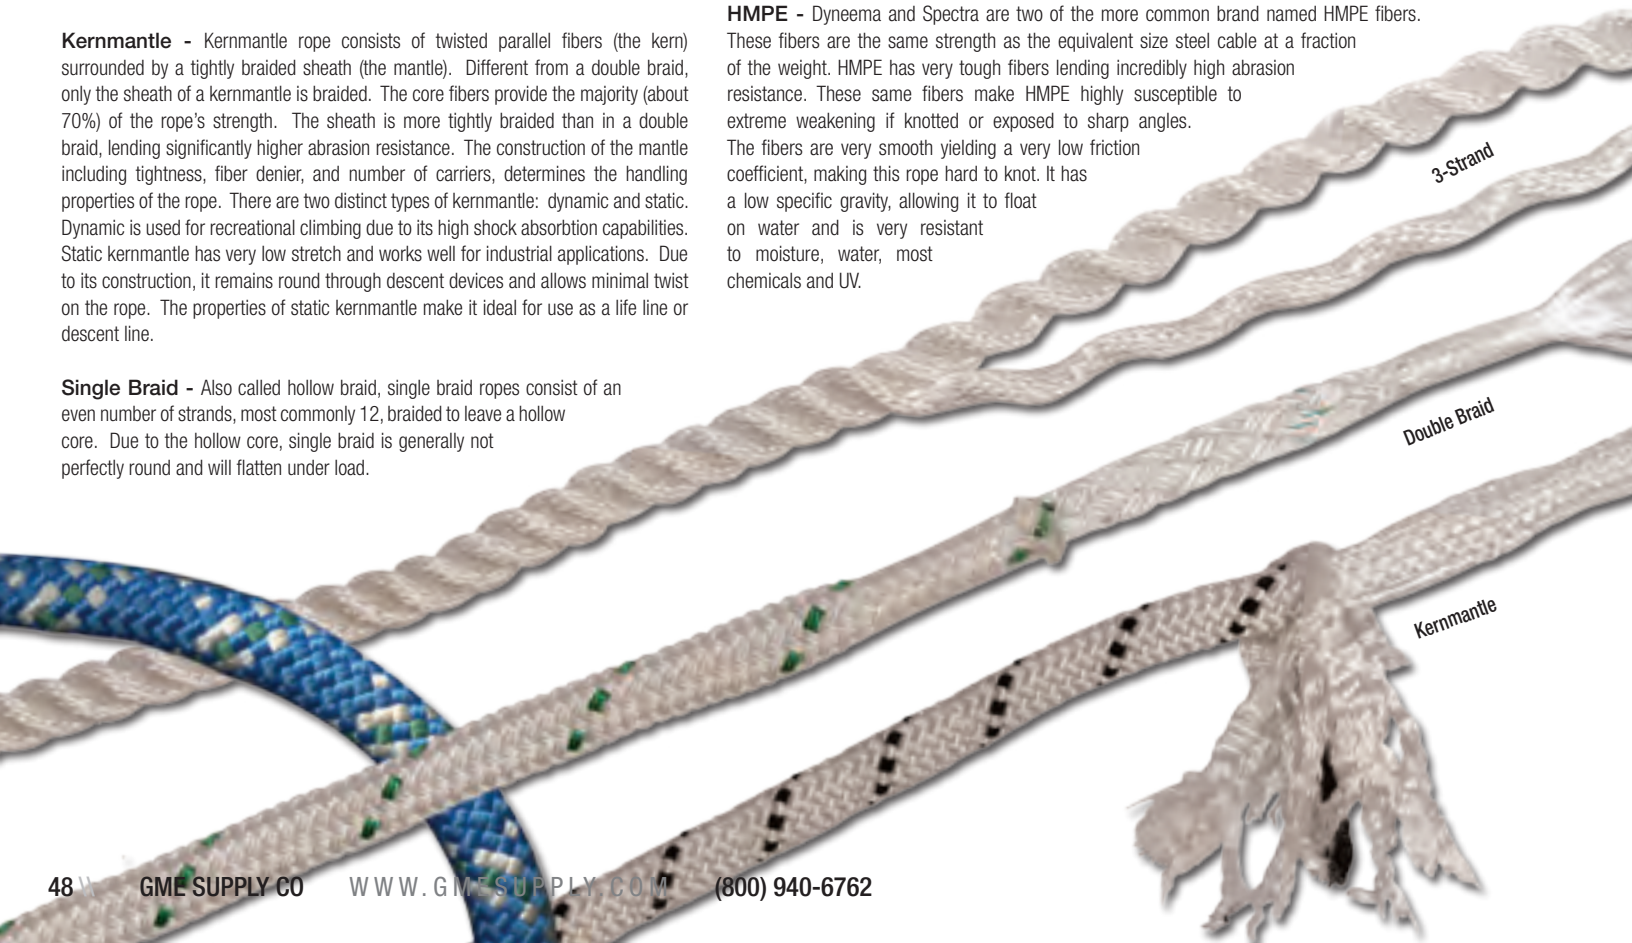 Kernmantle - Kernmantle rope consists of twisted parallel fibers (the kern)
surrounded by a tightly braided sheath (the mantle). Different from a double braid,
only the sheath of a kernmantle is braided. The core fibers provide the majority (about
70%) of the rope's strength. The sheath is more tightly braided than in a double
braid, lending significantly higher abrasion resistance. The construction of the mantle
including tightness, fiber denier, and number of carriers, determines the handling
properties of the rope. There are two distinct types of kernmantle: dynamic and static.
Dynamic is used for recreational climbing due to its high shock absorbtion capabilities.
Static kernmantle has very low stretch and works well for industrial applications. Due
to its construction, it remains round through descent devices and allows minimal twist
on the rope. The properties of static kernmantle make it ideal for use as a life line or
descent line.
Single Braid - Also called hollow braid, single braid ropes consist of an
even number of strands, most commonly 12, braided to leave a hollow
core. Due to the hollow core, single braid is generally not
perfectly round and will flatten under load.
HMPE - Dyneema and Spectra are two of the more common brand named HMPE fibers.
These fibers are the same strength as the equivalent size steel cable at a fraction
of the weight. HMPE has very tough fibers lending incredibly high abrasion
resistance. These same fibers make HMPE highly susceptible to
extreme weakening if knotted or exposed to sharp angles.
The fibers are very smooth yielding a very low friction
coefficient, making this rope hard to knot. It has
a low specific gravity, allowing it to float
on water and is very resistant
to moisture, water, most
chemicals and UV.
3-Strand
Double Braid
Kernmantle
48 \\ GME SUPPLY CO WWW.GMESUPPLY.COM (800) 940-6762